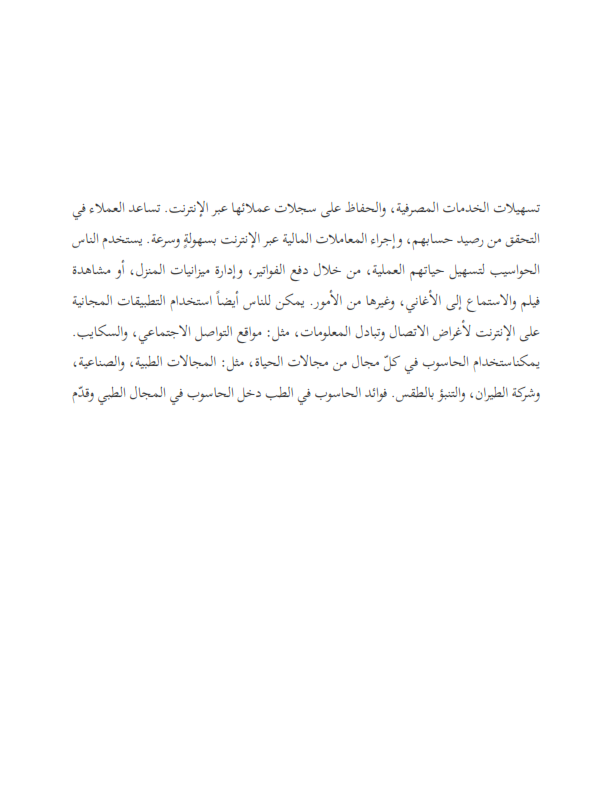 تسهيلات الخدمات المصرفية، والحفاظ على سجلات عملائها عبر الإنترنت. تساعد العملاء في
التحقق من رصيد حسابهم، وإجراء المعاملات المالية عبر الإنترنت بسهولةٍ وسرعة. يستخدم الناس
الحواسيب لتسهيل حياتهم العملية، من خلال دفع الفواتير، وإدارة ميزانيات المنزل، أو مشاهدة
فيلم والاستماع إلى الأغاني، وغيرها من الأمور. يمكن للناس أيضاً استخدام التطبيقات المجانية
على الإنترنت لأغراض الاتصال وتبادل المعلومات، مثل: مواقع التواصل الاجتماعي، والسكايب.
يمكناستخدام الحاسوب في كلّ مجال من مجالات الحياة، مثل: المجالات الطبية، والصناعية،
وشركة الطيران، والتنبؤ بالطقس. فوائد الحاسوب في الطب دخل الحاسوب في المجال الطبي وقدّم